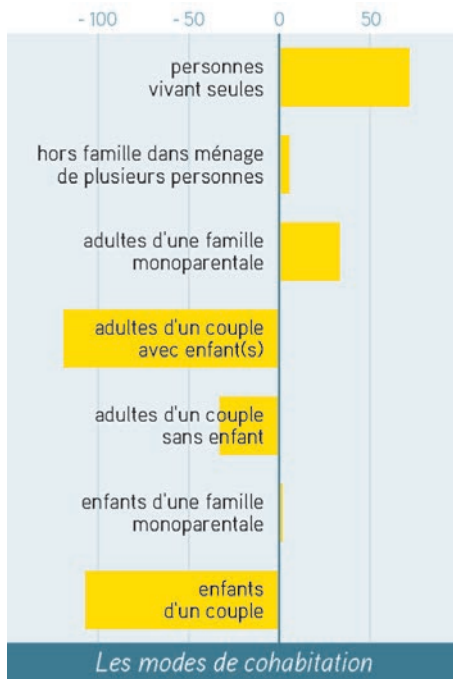 - 100 - 50 0 50
personnes
vivant seules
hors famille dans ménage
de plusieurs personnes
adultes d'une famille
monoparentale
adultes d'un couple
avec enfant(s)
adultes d'un couple
sans enfant
enfants d'une famille
monoparentale
enfants
d'un couple
Les modes de cohabitation